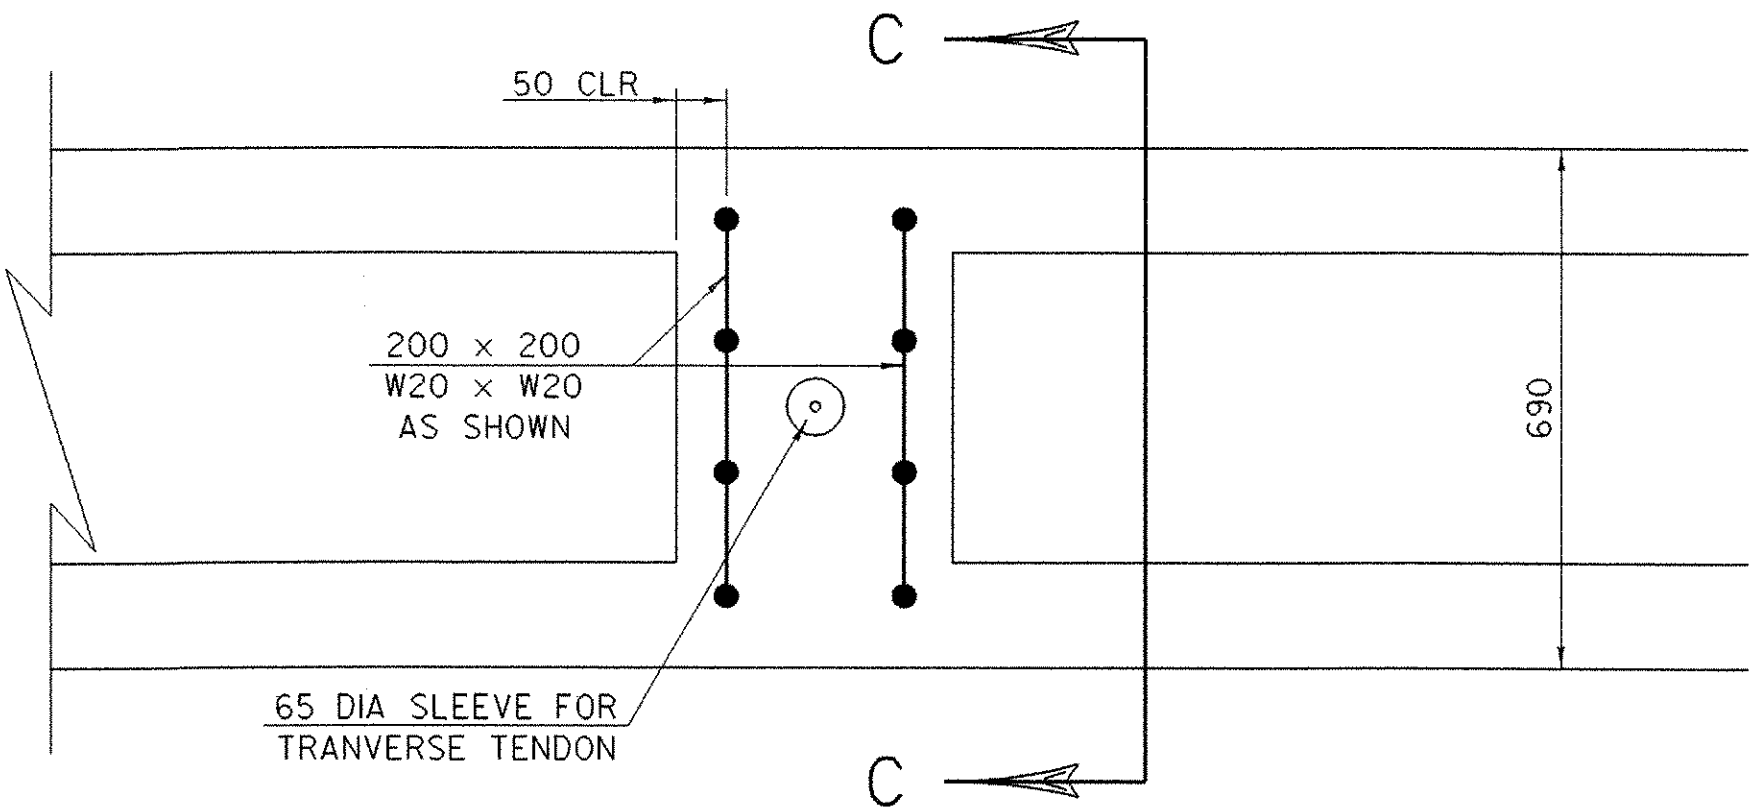 C
50 CLR
200 × 200
W20 × W20
AS SHOWN
690
65 DIA SLEEVE FOR
TRANVERSE TENDON
C